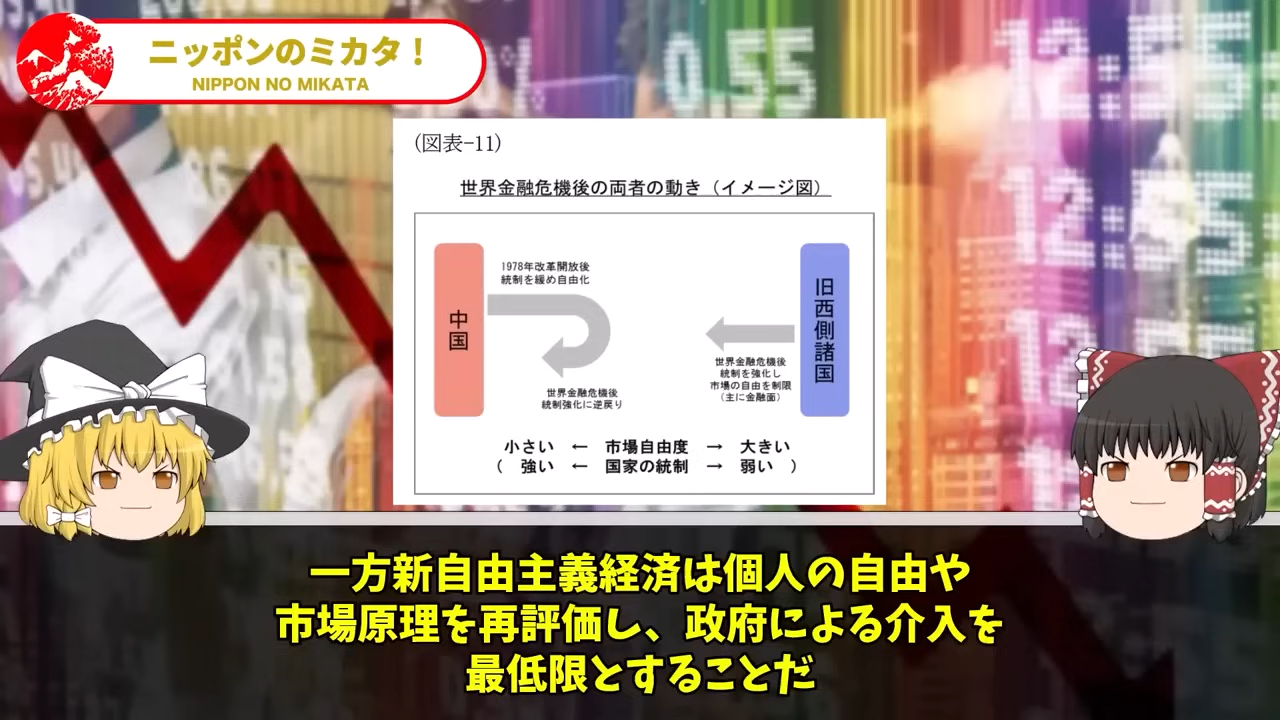 ニッポンのミカタ!
NIPPON NO MIKATA
0.55
12:55
12:55
(図表-11)
世界金融危機後の両者の動き(イメージ図)
1978年改革開放後
統制を緩め自由化
中国
世界金融危機後
統制強化に逆戻り
旧西側諸国
世界金融危機後
統制を強化し
市場の自由を制限
(主に金融面)
小さい ← 市場自由度 → 大きい
( 強い ← 国家の統制 → 弱い )
一方新自由主義経済は個人の自由や
市場原理を再評価し、政府による介入を
最低限とすることだ